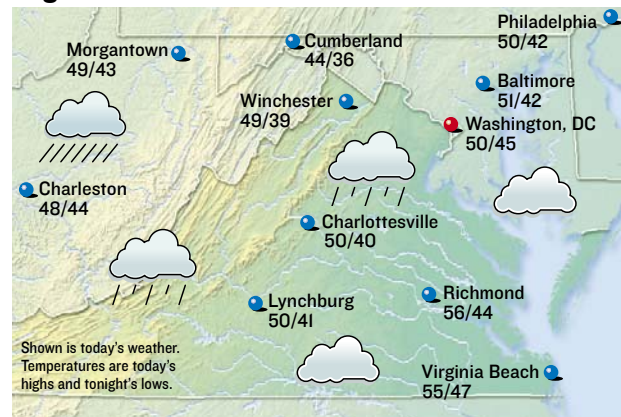 Philadelphia
50/42
Morgantown
49/43
Cumberland
44/36
Baltimore
51/42
Winchester
49/39
Washington, DC
50/45
Charleston
48/44
Charlottesville
50/40
Lynchburg
50/41
Richmond
56/44
Shown is today's weather.
Temperatures are today's
highs and tonight's lows.
Virginia Beach
55/47